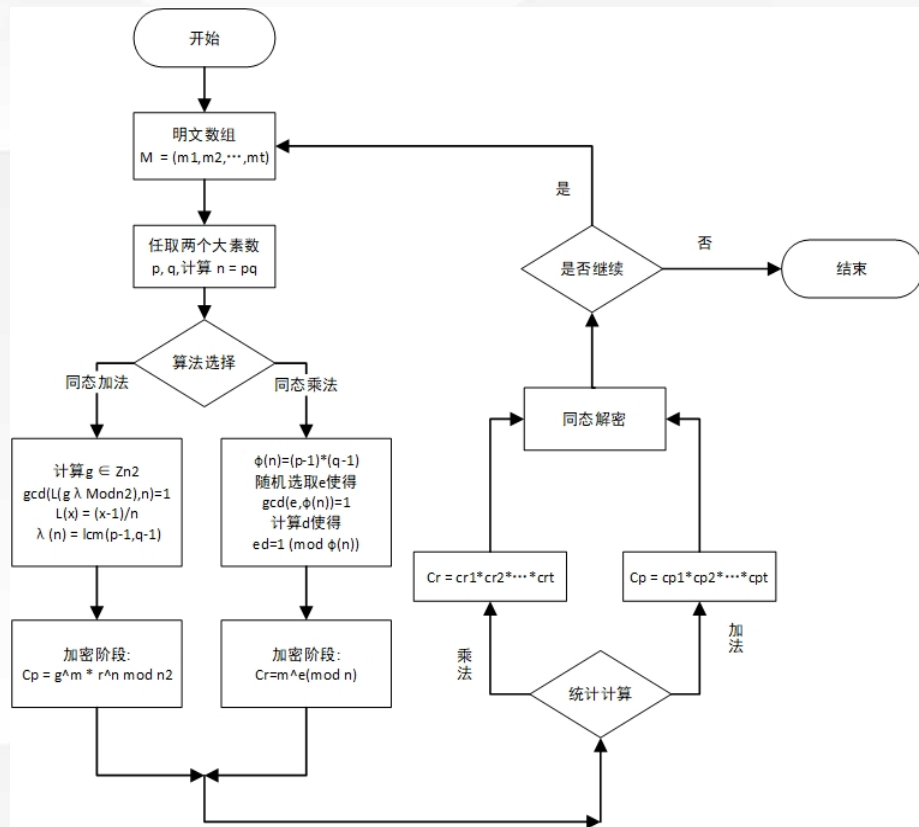 开始
明文数组
M = (m1,m2,···,mt)
任取两个大素数
p, q,计算 n = pq
算法选择
同态加法
同态乘法
计算g ∈ Zn2
gcd(L(g λ Modn2),n)=1
L(x) = (x-1)/n
λ (n) = lcm(p-1,q-1)
ϕ(n)=(p-1)*(q-1)
随机选取e使得
gcd(e,ϕ(n))=1
计算d使得
ed=1 (mod ϕ(n))
加密阶段:
Cp = g^m * r^n mod n2
加密阶段:
Cr=m^e(mod n)
统计计算
乘法
加法
Cr = cr1*cr2*···*crt
Cp = cp1*cp2*···*cpt
同态解密
是否继续
是
否
结束